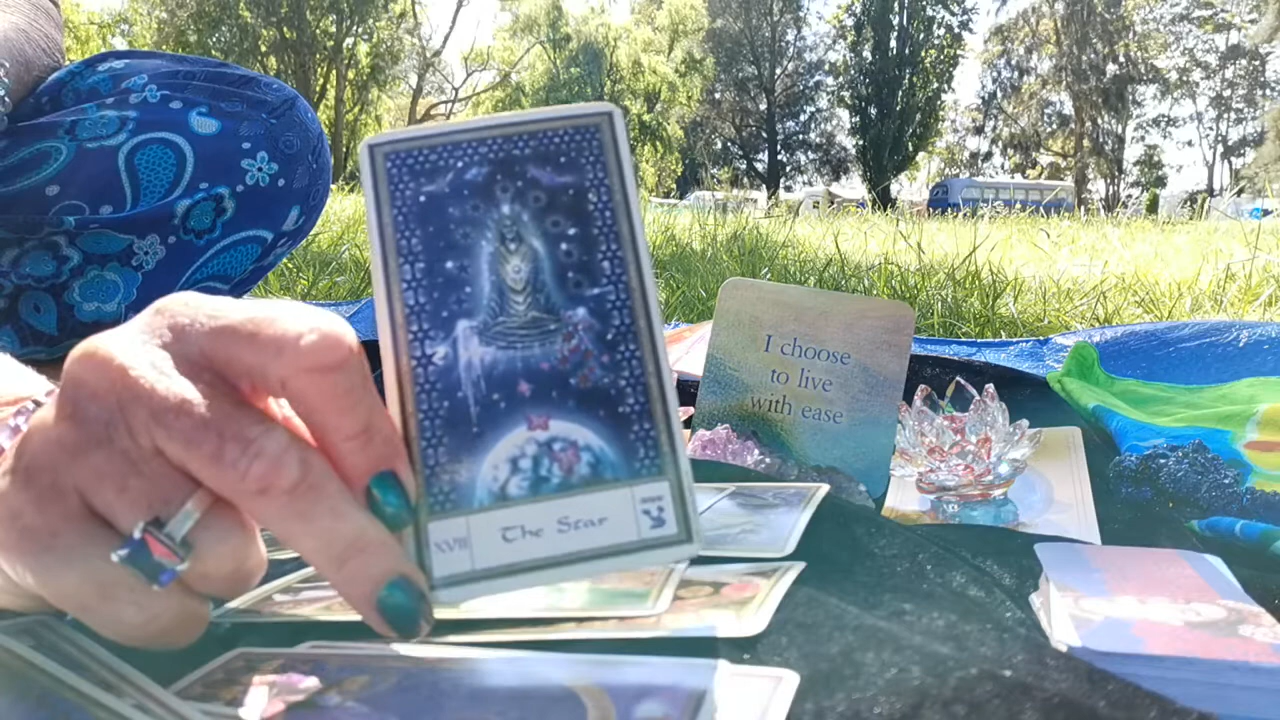 XVII The Star צ
I choose
to live
with ease